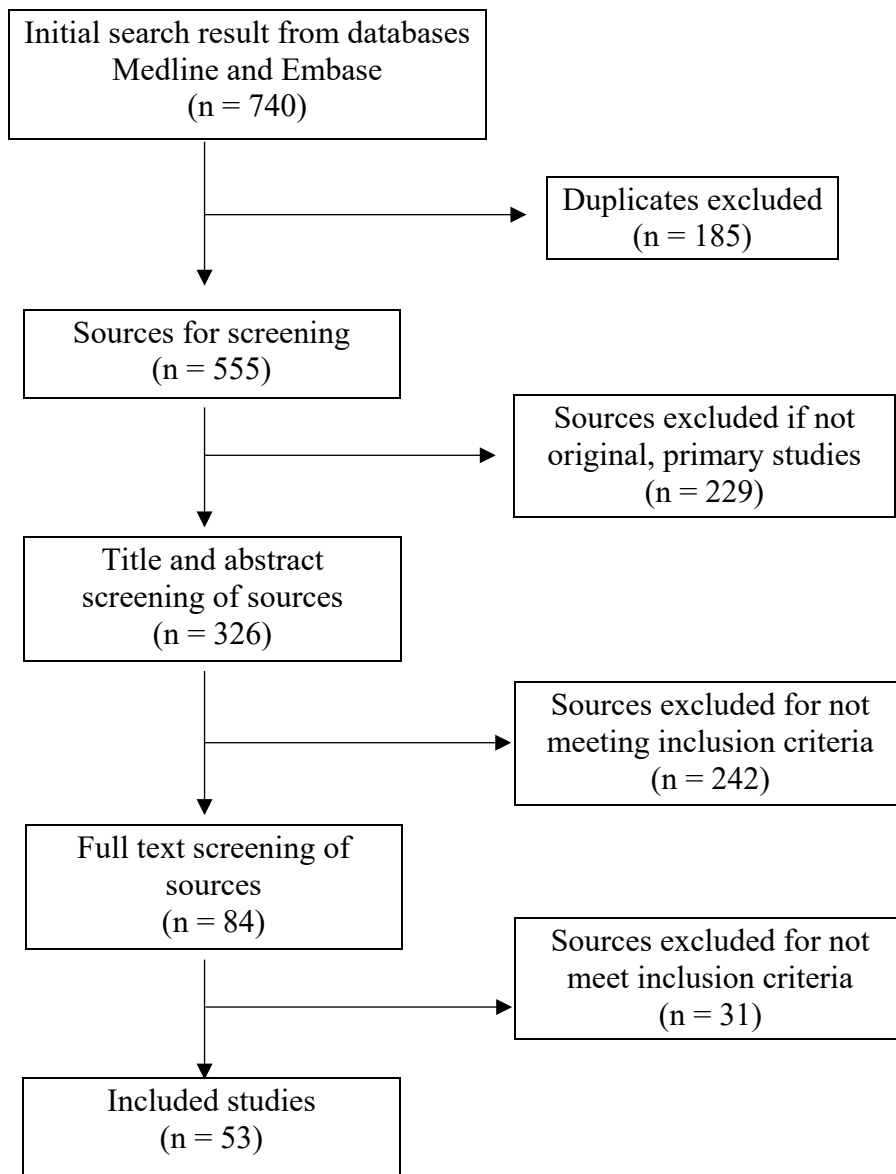 Initial search result from databases
Medline and Embase
(n = 740)
Duplicates excluded
(n = 185)
Sources for screening
(n = 555)
Sources excluded if not
original, primary studies
(n = 229)
Title and abstract
screening of sources
(n = 326)
Sources excluded for not
meeting inclusion criteria
(n = 242)
Full text screening of
sources
(n = 84)
Sources excluded for not
meet inclusion criteria
(n = 31)
Included studies
(n = 53)